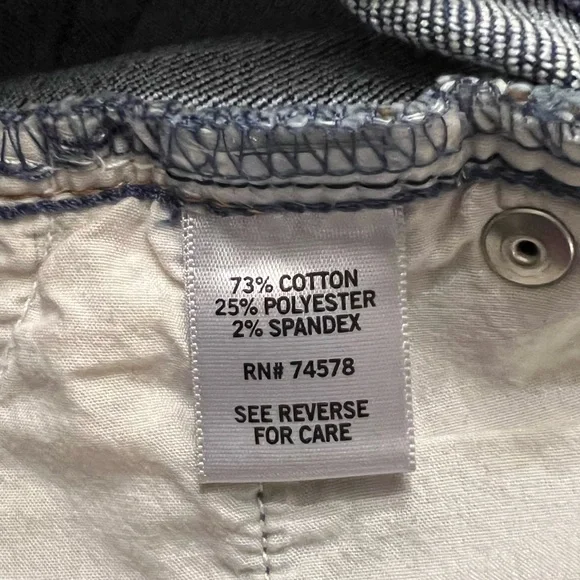 73% COTTON
25% POLYESTER
2% SPANDEX
RN# 74578
SEE REVERSE
FOR CARE